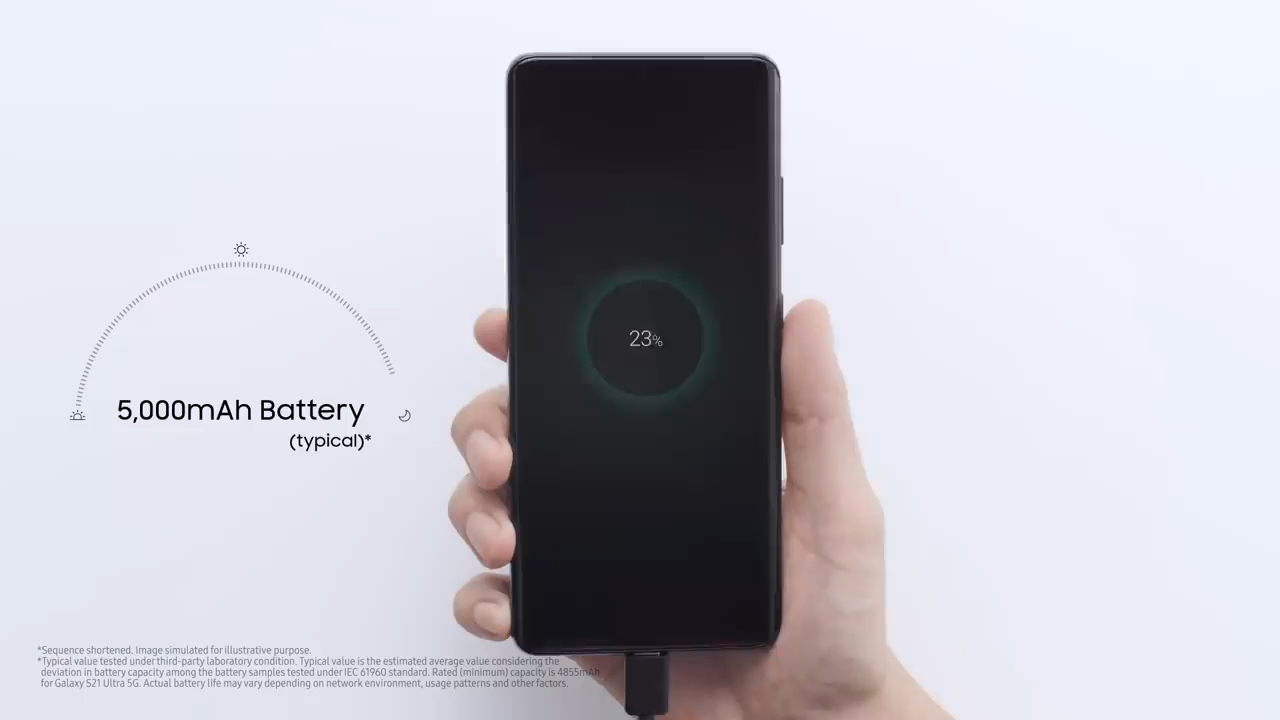 23%
5,000mAh Battery
(typical)*
*Sequence shortened. Image simulated for illustrative purpose.
*Typical value tested under third-party laboratory condition. Typical value is the estimated average value considering the
deviation in battery capacity among the battery samples tested under IEC 61960 standard. Rated (minimum) capacity is 4855mAh
for Galaxy S21 Ultra 5G. Actual battery life may vary depending on network environment, usage patterns and other factors.